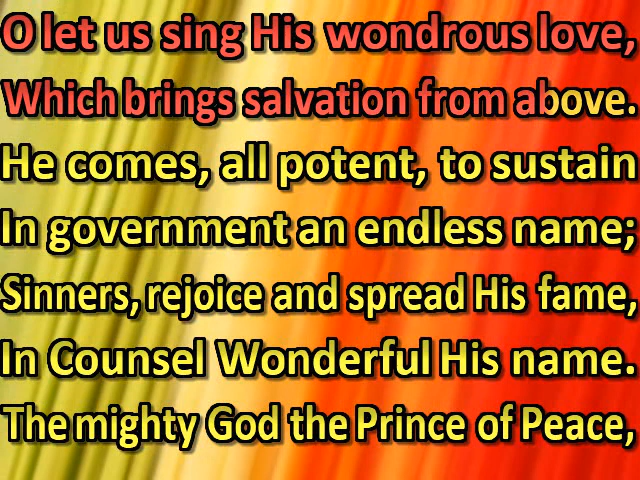 O let us sing His wondrous love,
Which brings salvation from above.
He comes, all potent, to sustain
In government an endless name;
Sinners, rejoice and spread His fame,
In Counsel Wonderful His name.
The mighty God the Prince of Peace,